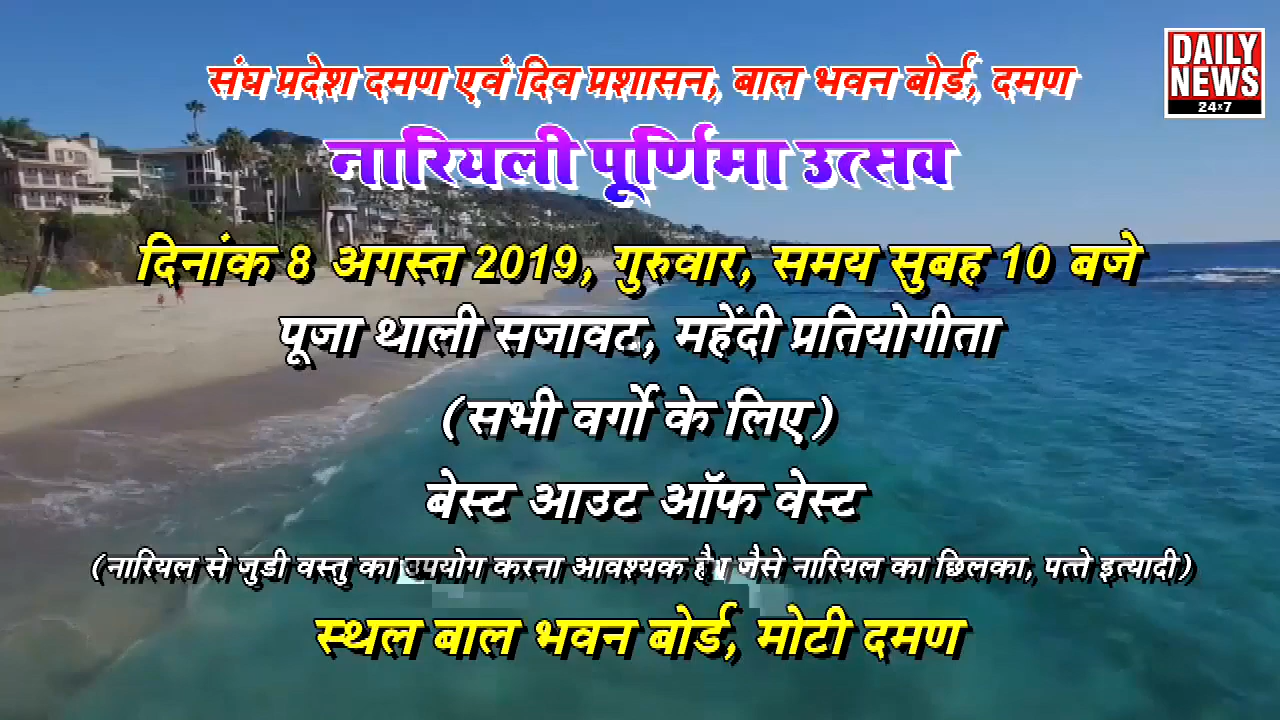 संघ प्रदेश दमण एवं दिव प्रशासन, बाल भवन बोर्ड, दमण
DAILY
NEWS
24x7
नारियली पूर्णिमा उत्सव
दिनांक 8 अगस्त 2019, गुरुवार, समय सुबह 10 बजे
पूजा थाली सजावट, महेंदी प्रतियोगीता
(सभी वर्गो के लिए)
बेस्ट आउट ऑफ वेस्ट
(नारियल से जुडी वस्तु का उपयोग करना आवश्यक है। जैसे नारियल का छिलका, पत्ते इत्यादी)
स्थल बाल भवन बोर्ड, मोटी दमण